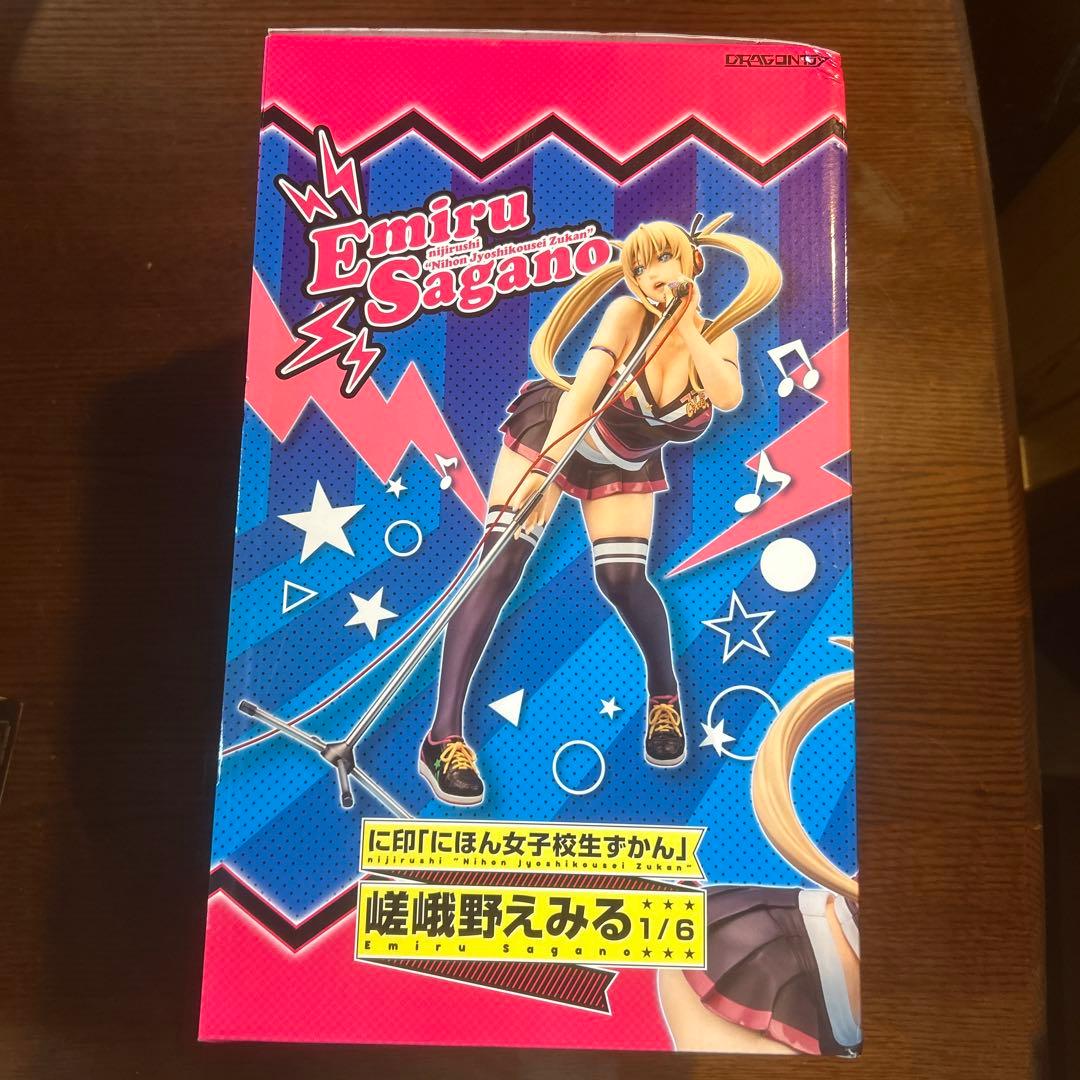 DRAGON TOY
Emiru
nijirushi
"Nihon Jyoshikousei Zukan"
Sagano
に印「にほん女子校生ずかん」
nijirushi "Nihon Jyoshikousei Zukan"
嵯峨野えみる 1/6
Emiru Sagano